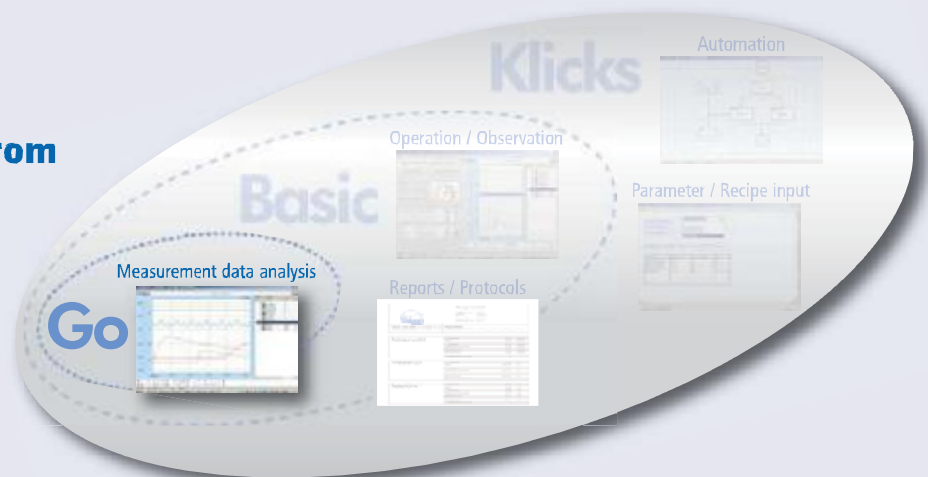 Klicks
Automation
rom
Operation / Observation
Basic
Parameter / Recipe input
Measurement data analysis
Reports / Protocols
Go